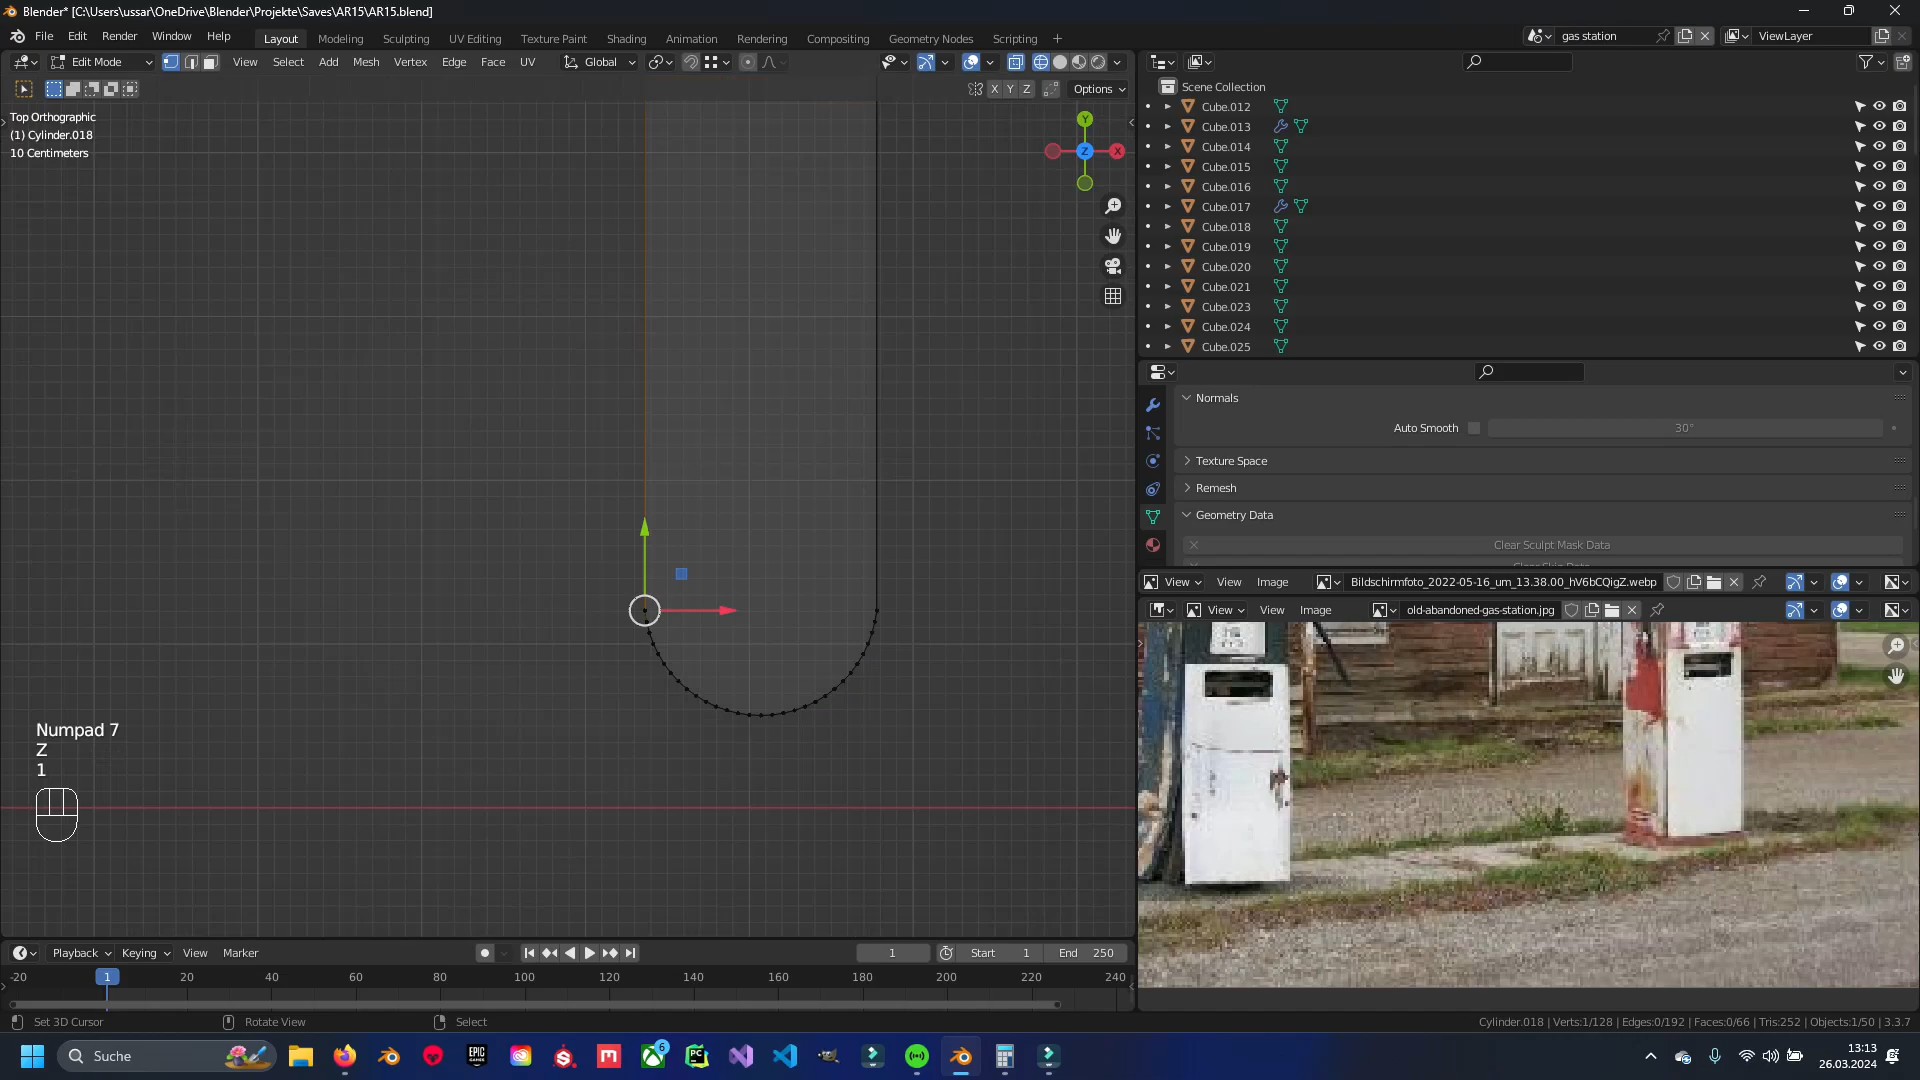 Blender* [C:\Users\ussar\OneDrive\Blender\Projekte\Saves\AR15\AR15.blend]
File Edit Render Window Help
Layout Modeling Sculpting UV Editing Texture Paint Shading Animation Rendering Compositing Geometry Nodes Scripting +
gas station
ViewLayer
Edit Mode
View Select Add Mesh Vertex Edge Face UV
Global
X Y Z
Options
Top Orthographic
(1) Cylinder.018
10 Centimeters
Y
Z
X
Numpad 7
Z
1
Scene Collection
Cube.012
Cube.013
Cube.014
Cube.015
Cube.016
Cube.017
Cube.018
Cube.019
Cube.020
Cube.021
Cube.023
Cube.024
Cube.025
Normals
Auto Smooth
30°
Texture Space
Remesh
Geometry Data
Clear Sculpt Mask Data
View View Image Bildschirmfoto_2022-05-16_um_13.38.00_hV6bCQigZ.webp
View View Image old-abandoned-gas-station.jpg
Playback Keying View Marker
1
Start 1
End 250
-20 1 20 40 60 80 100 120 140 160 180 200 220 240
Set 3D Cursor
Rotate View
Select
Cylinder.018 | Verts:1/128 | Edges:0/192 | Faces:0/66 | Tris:252 | Objects:1/50 | 3.3.7
Suche
EPIC GAMES
6
PC
13:13
26.03.2024